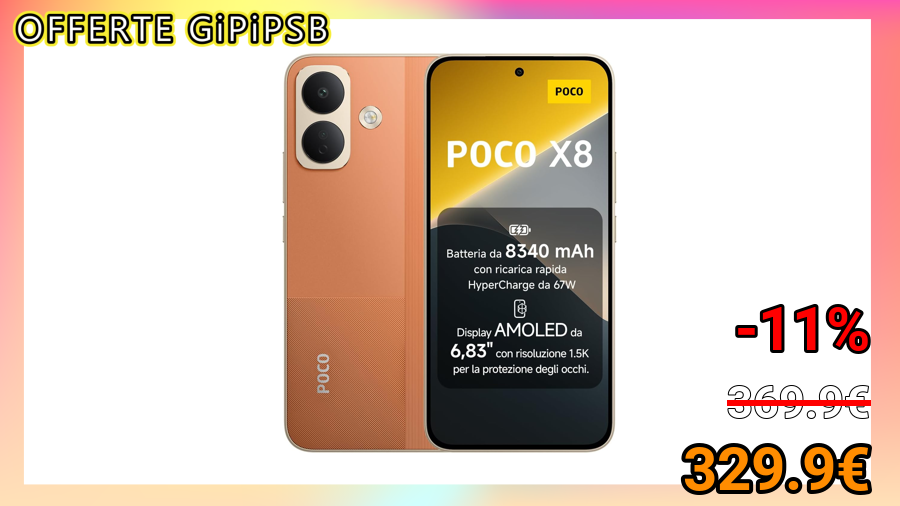 OFFERTE GiPiPSB
POCO
POCO X8
Batteria da 8340 mAh
con ricarica rapida
HyperCharge da 67W
Display AMOLED da
6,83" con risoluzione 1.5K
per la protezione degli occhi.
POCO
-11%
369.9€
329.9€